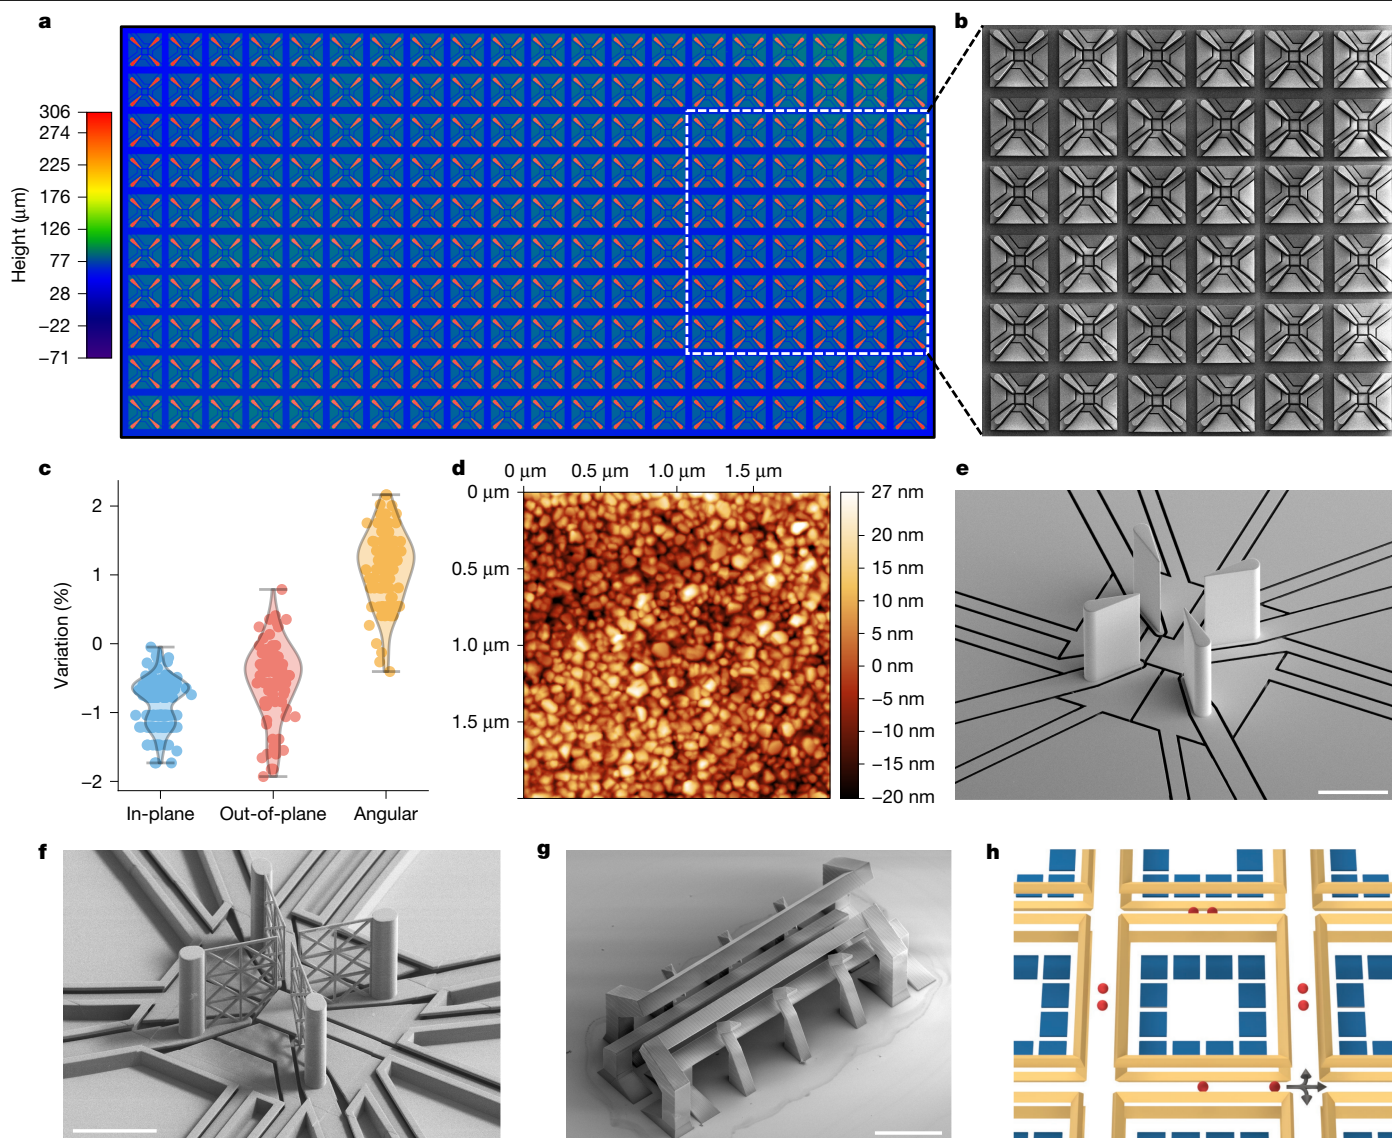 a
b
306
274
225
176
126
77
28
−22
−71
Height (μm)
c
2
1
0
−1
−2
Variation (%)
In-plane
Out-of-plane
Angular
d
0 μm
0.5 μm
1.0 μm
1.5 μm
0 μm
0.5 μm
1.0 μm
1.5 μm
27 nm
20 nm
15 nm
10 nm
5 nm
0 nm
−5 nm
−10 nm
−15 nm
−20 nm
e
f
g
h